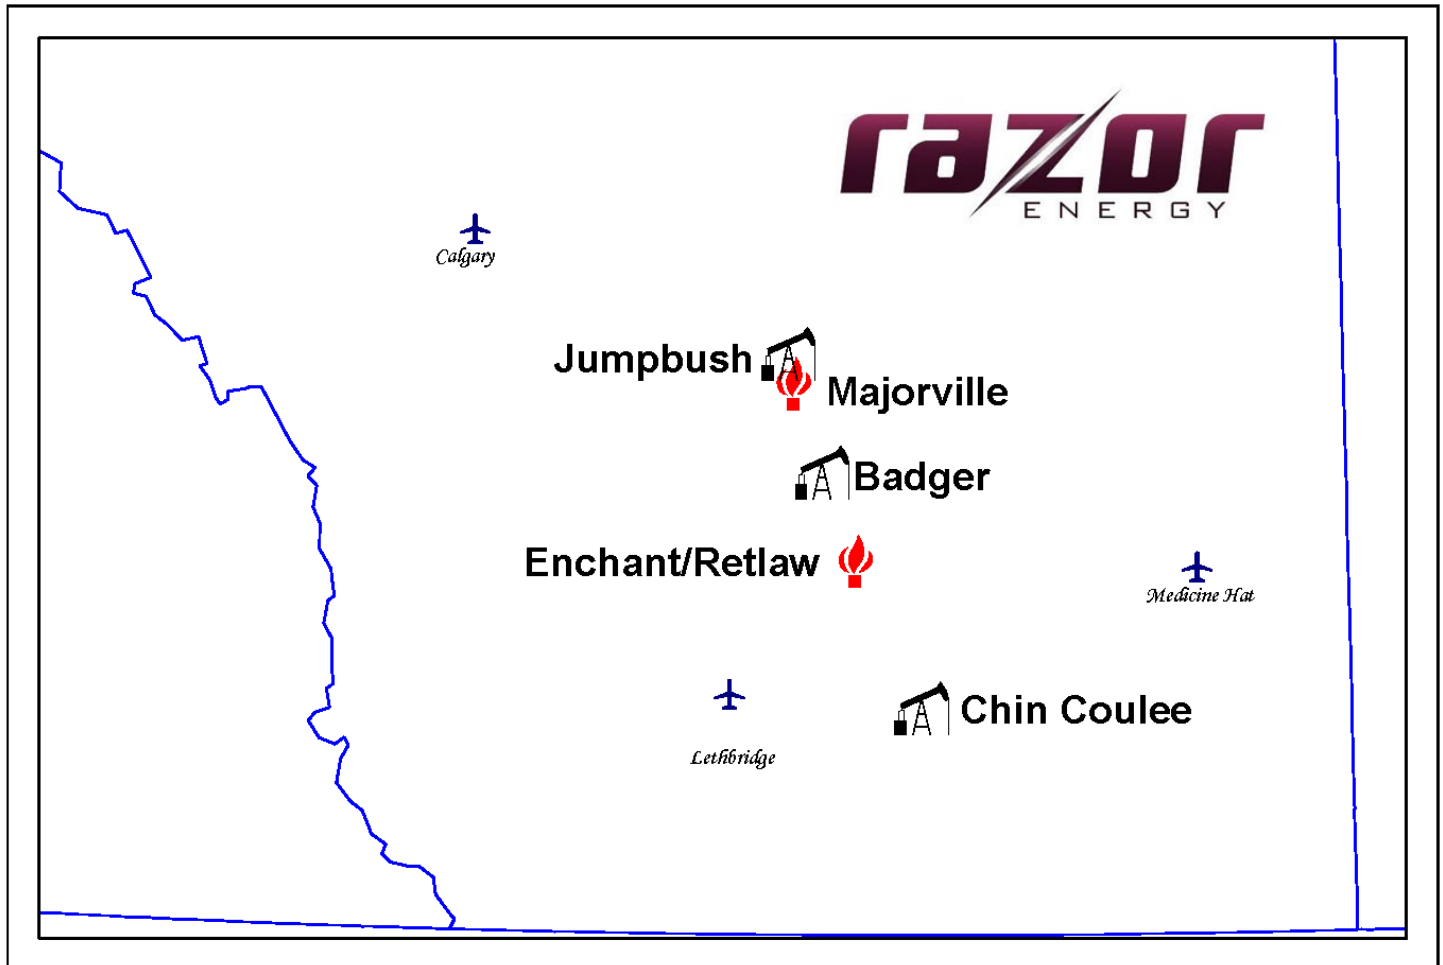 razor
ENERGY
Calgary
Jumpbush
Majorville
Badger
Enchant/Retlaw
Medicine Hat
Chin Coulee
Lethbridge